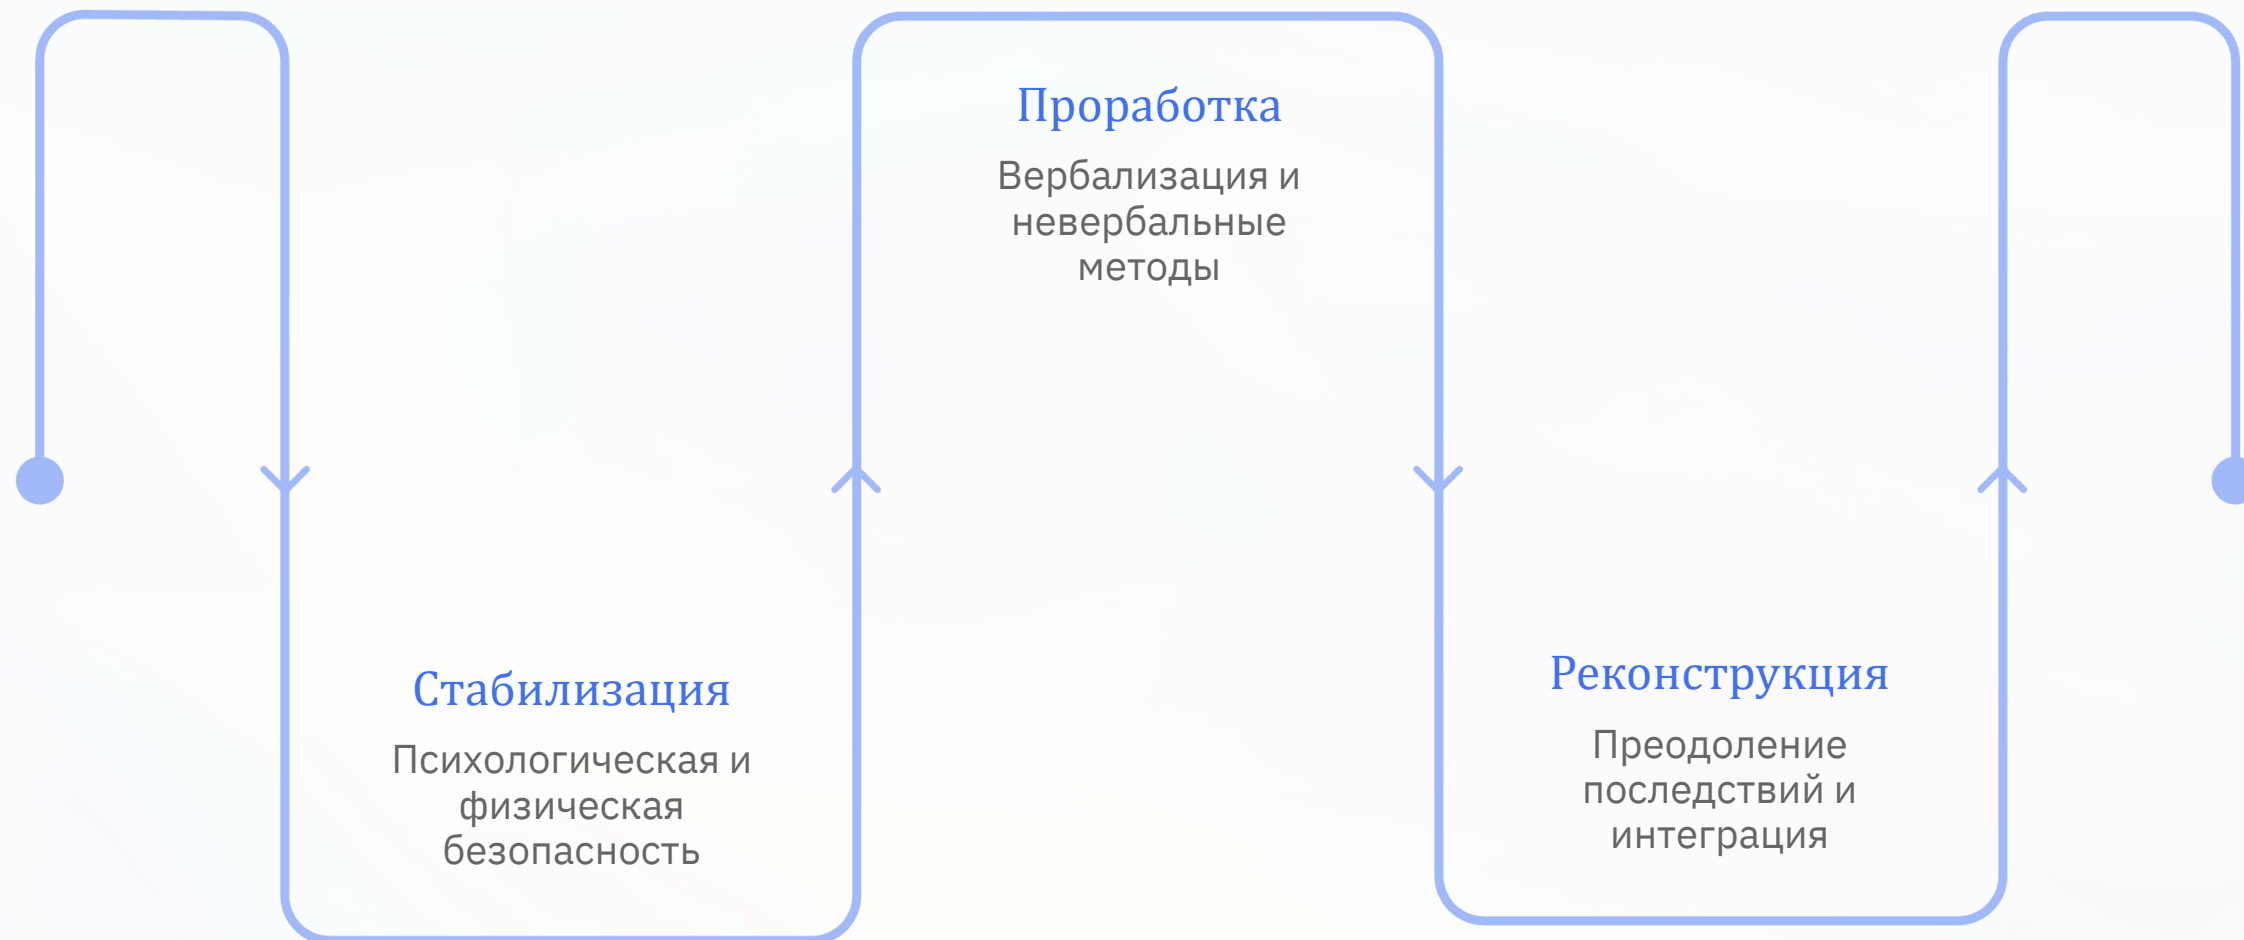 Стабилизация
Психологическая и
физическая
безопасность
Проработка
Вербализация и
невербальные
методы
Реконструкция
Преодоление
последствий и
интеграция